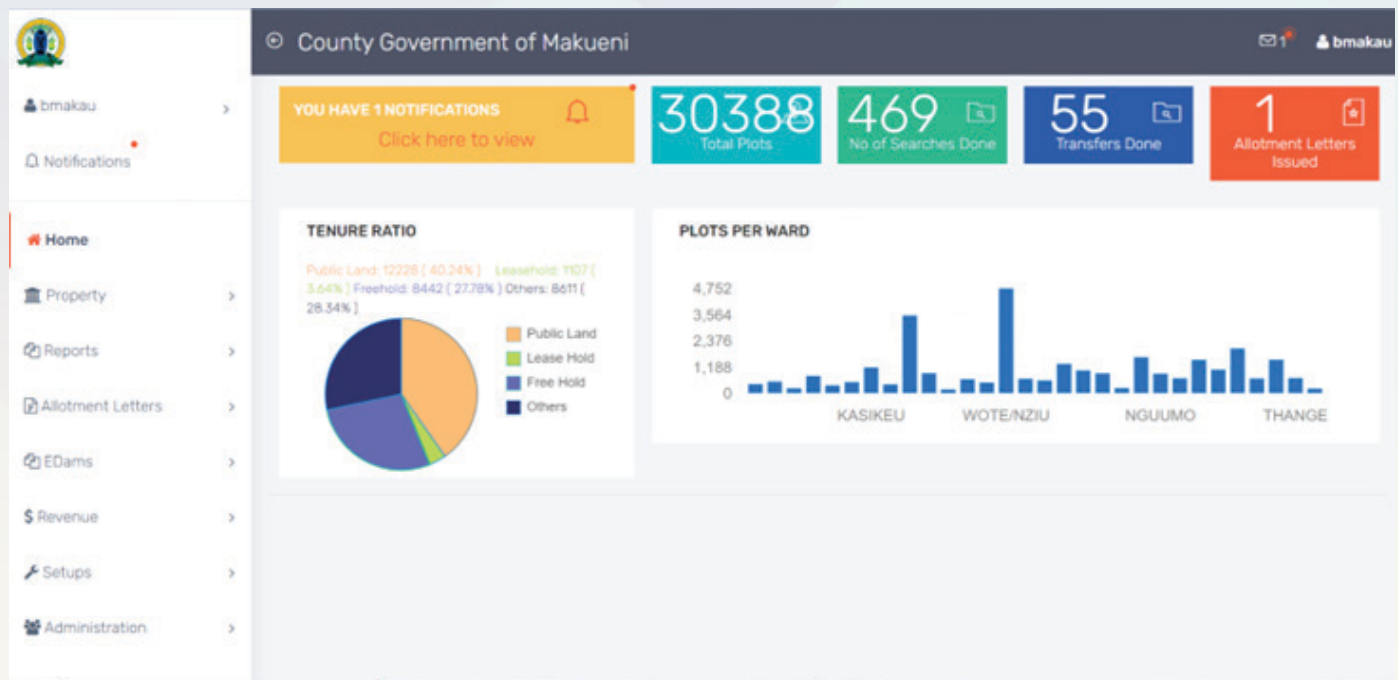 County Government of Makueni
1
bmakau
bmakau
Notifications
Home
Property
Reports
Allotment Letters
EDams
$ Revenue
Setups
Administration
YOU HAVE 1 NOTIFICATIONS
Click here to view
30388
Total Plots
469
No of Searches Done
55
Transfers Done
1
Allotment Letters
Issued
TENURE RATIO
Public Land: 12228 ( 40.24% ) Leasehold: 1107 (
3.64% ) Freehold: 8442 ( 27.78% ) Others: 8611 (
28.34% )
Public Land
Lease Hold
Free Hold
Others
PLOTS PER WARD
4,752
3,564
2,376
1,188
0
KASIKEU WOTE/NZIU NGUUMO THANGE